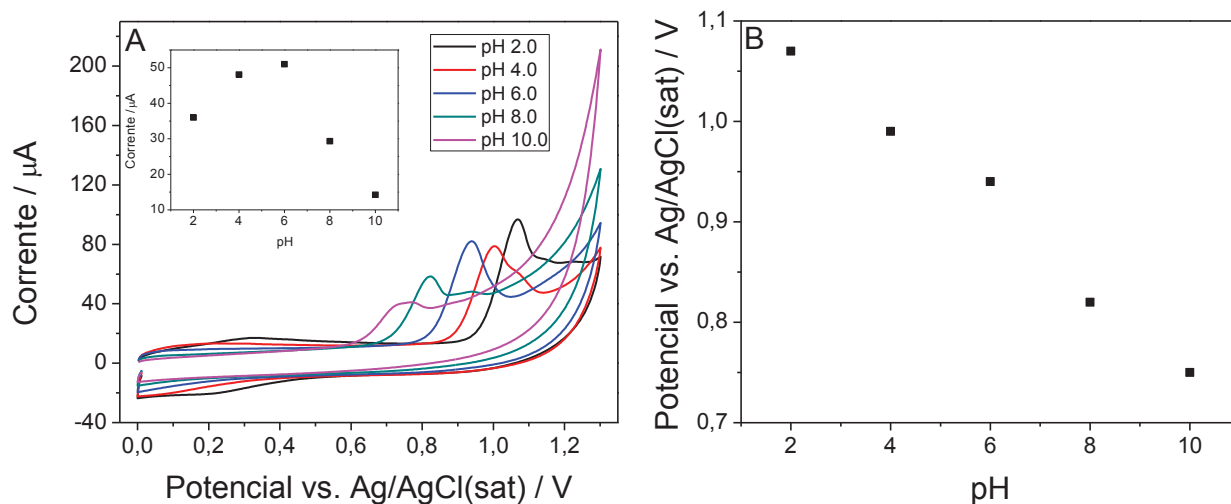 A
Corrente / μA
200
160
120
80
40
0
-40
0,0
0,2
0,4
0,6
0,8
1,0
1,2
Potencial vs. Ag/AgCl(sat) / V
Corrente / μA
50
40
30
20
10
2
4
6
8
10
pH
pH 2.0
pH 4.0
pH 6.0
pH 8.0
pH 10.0
B
Potencial vs. Ag/AgCl(sat) / V
1,1
1,0
0,9
0,8
0,7
2
4
6
8
10
pH